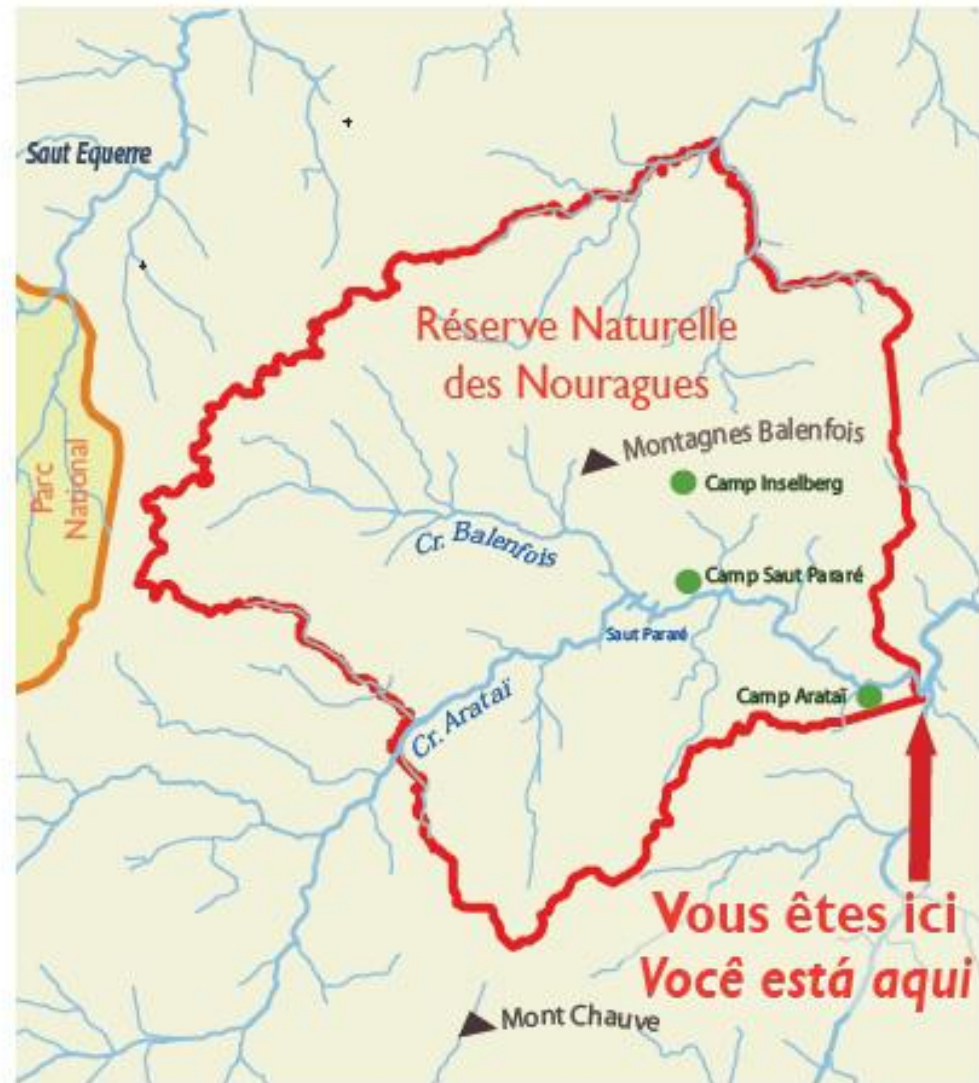 Saut Equerre
Réserve Naturelle
des Nouragues
Montagnes Balenfois
Camp Inselberg
Parc
National
Cr. Balenfois
Camp Saut Pararé
Saut Pararé
Camp Arataï
Cr. Arataï
Vous êtes ici
Você está aqui
Mont Chauve